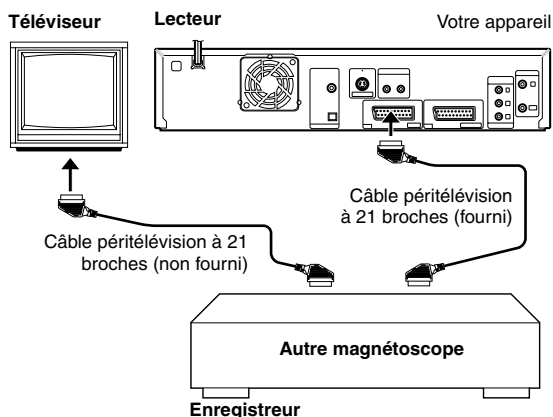 Téléviseur
Lecteur
Votre appareil
Câble péritélévision
à 21 broches (fourni)
Câble péritélévision à 21
broches (non fourni)
Autre magnétoscope
Enregistreur